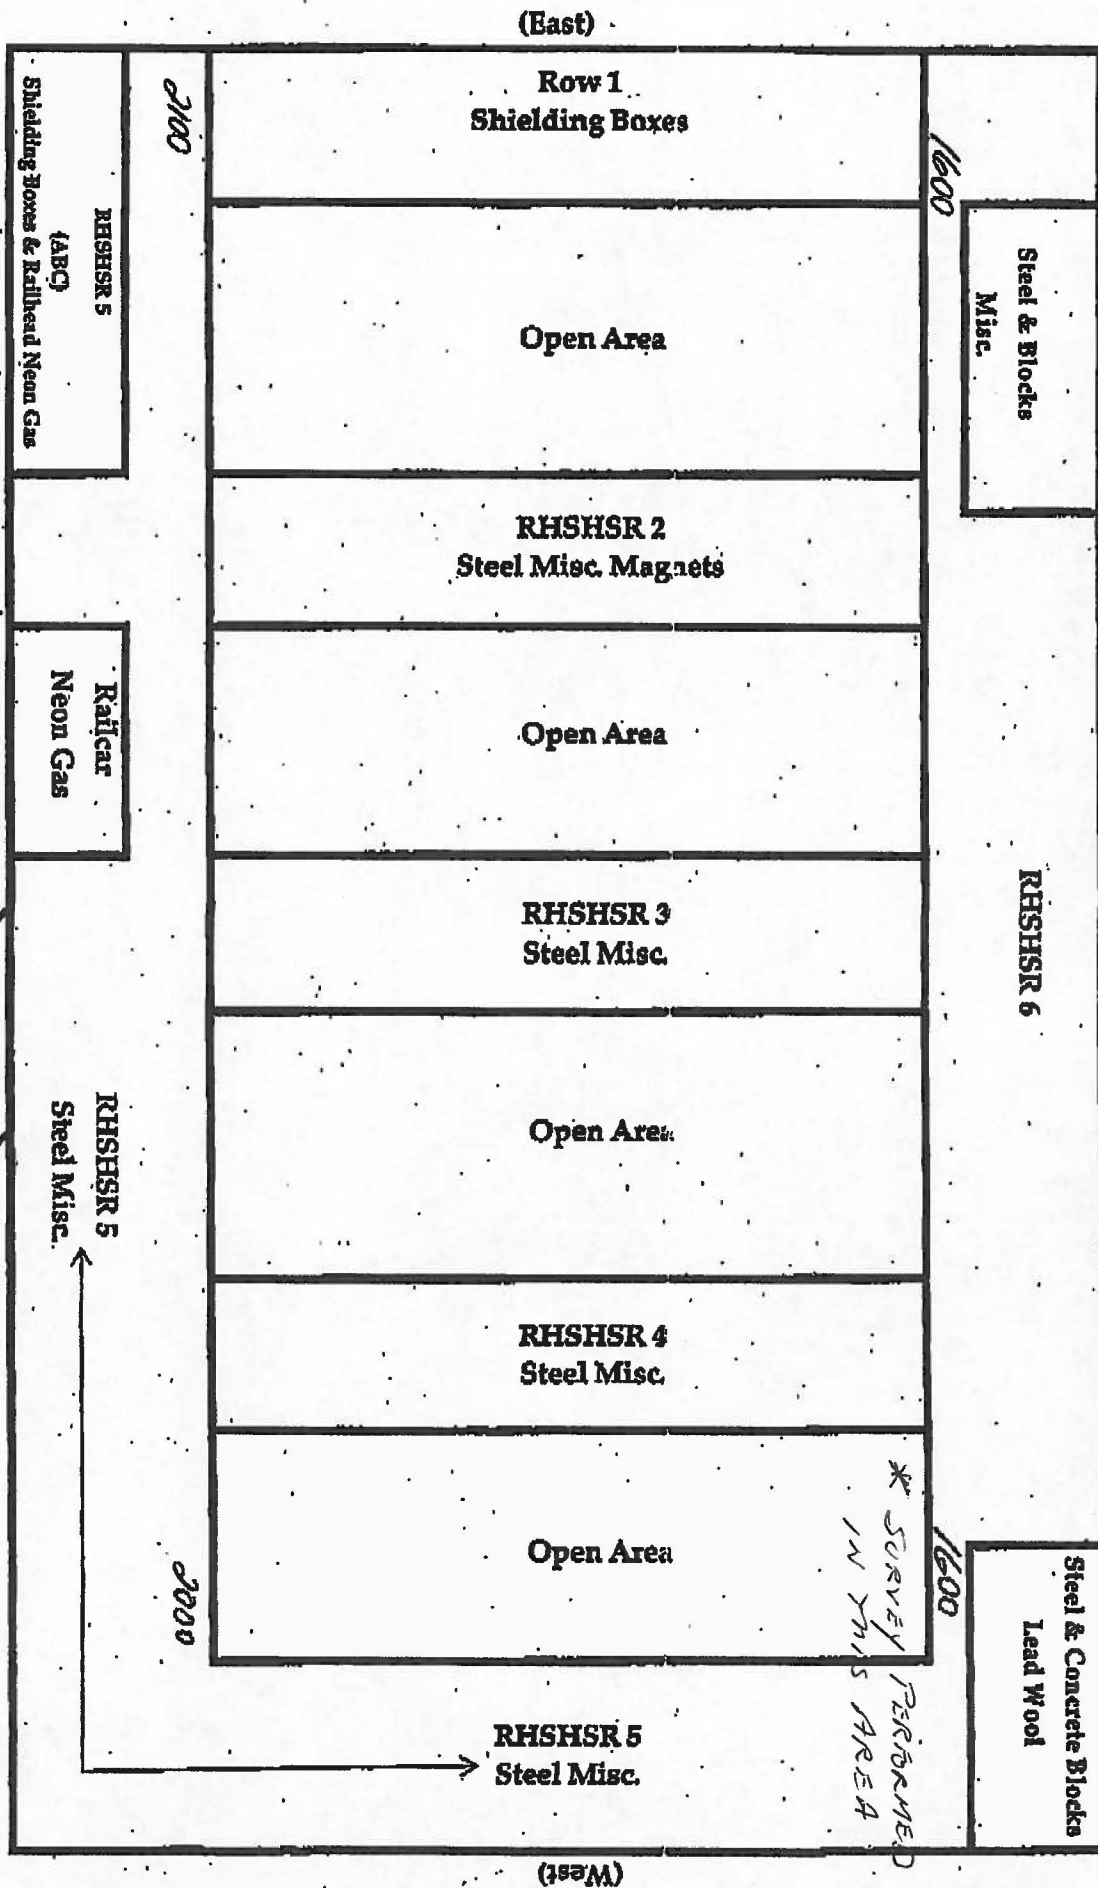 (East)
Row 1
Shielding Boxes
2100
1600
RHSHSR 5
(ABC)
Shielding Boxes & Railhead Neon Gas
Steel & Blocks
Misc.
Open Area
RHSHSR 2
Steel Misc. Magnets
Railcar
Neon Gas
Open Area
RHSHSR 3
Steel Misc.
RHSHSR 6
Open Area
RHSHSR 5
Steel Misc.
RHSHSR 4
Steel Misc.
Open Area
* SURVEY PERFORMED
IN THIS AREA
2000
1600
Steel & Concrete Blocks
Lead Wool
RHSHSR 5
Steel Misc.
(West)